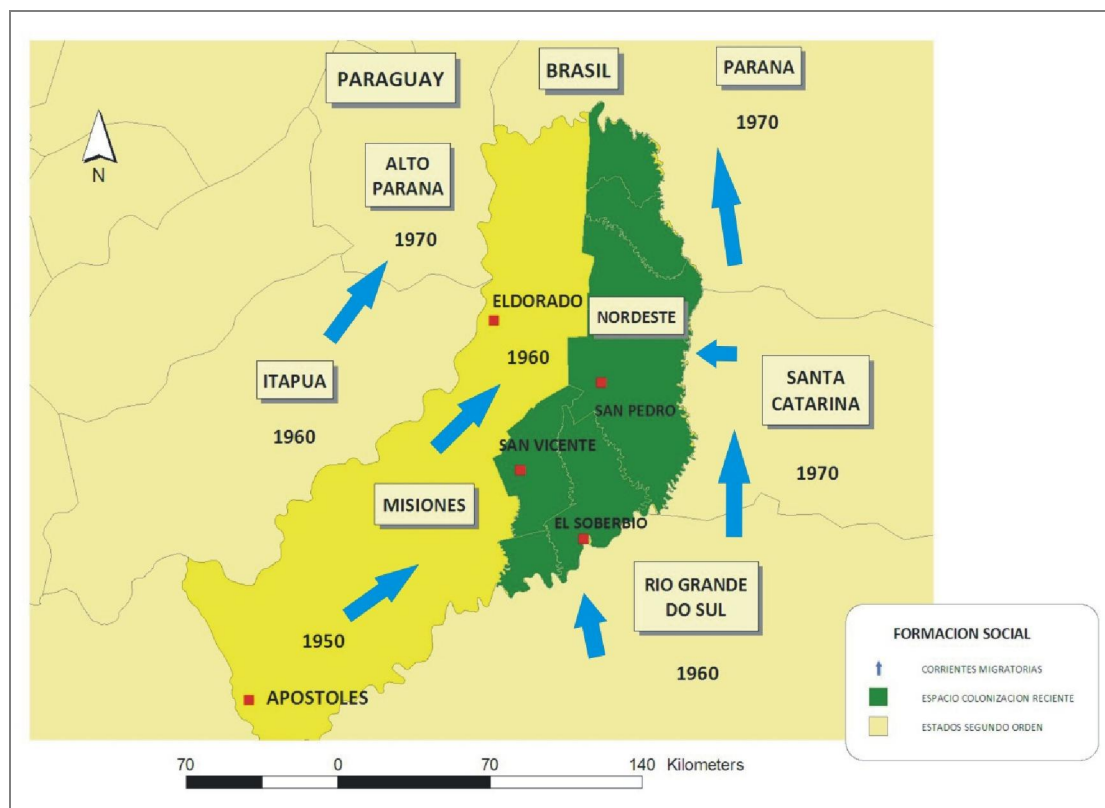 PARAGUAY
BRASIL
PARANA
1970
ALTO
PARANA
1970
N
ELDORADO
NORDESTE
1960
ITAPUA
1960
SANTA
CATARINA
1970
SAN PEDRO
SAN VICENTE
MISIONES
EL SOBERBIO
RIO GRANDE
DO SUL
1960
1950
APOSTOLES
FORMACION SOCIAL
CORRIENTES MIGRATORIAS
ESPACIO COLONIZACION RECIENTE
ESTADOS SEGUNDO ORDEN
70 0 70 140 Kilometers